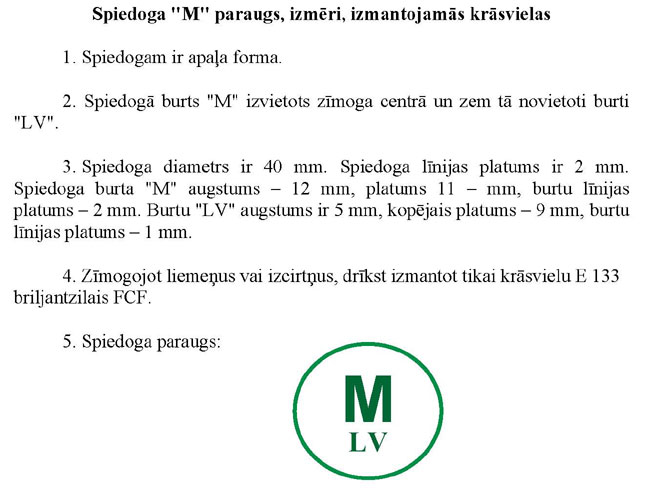 Spiedoga "M" paraugs, izmēri, izmantojamās krāsvielas
1. Spiedogam ir apaļa forma.
2. Spiedogā burts "M" izvietots zīmoga centrā un zem tā novietoti burti
"LV".
3. Spiedoga diametrs ir 40 mm. Spiedoga līnijas platums ir 2 mm.
Spiedoga burta "M" augstums – 12 mm, platums 11 – mm, burtu līnijas
platums – 2 mm. Burtu "LV" augstums ir 5 mm, kopējais platums – 9 mm, burtu
līnijas platums – 1 mm.
4. Zīmogojot liemeņus vai izcirtņus, drīkst izmantot tikai krāsvielu E 133
briljantzilais FCF.
5. Spiedoga paraugs:
M
LV